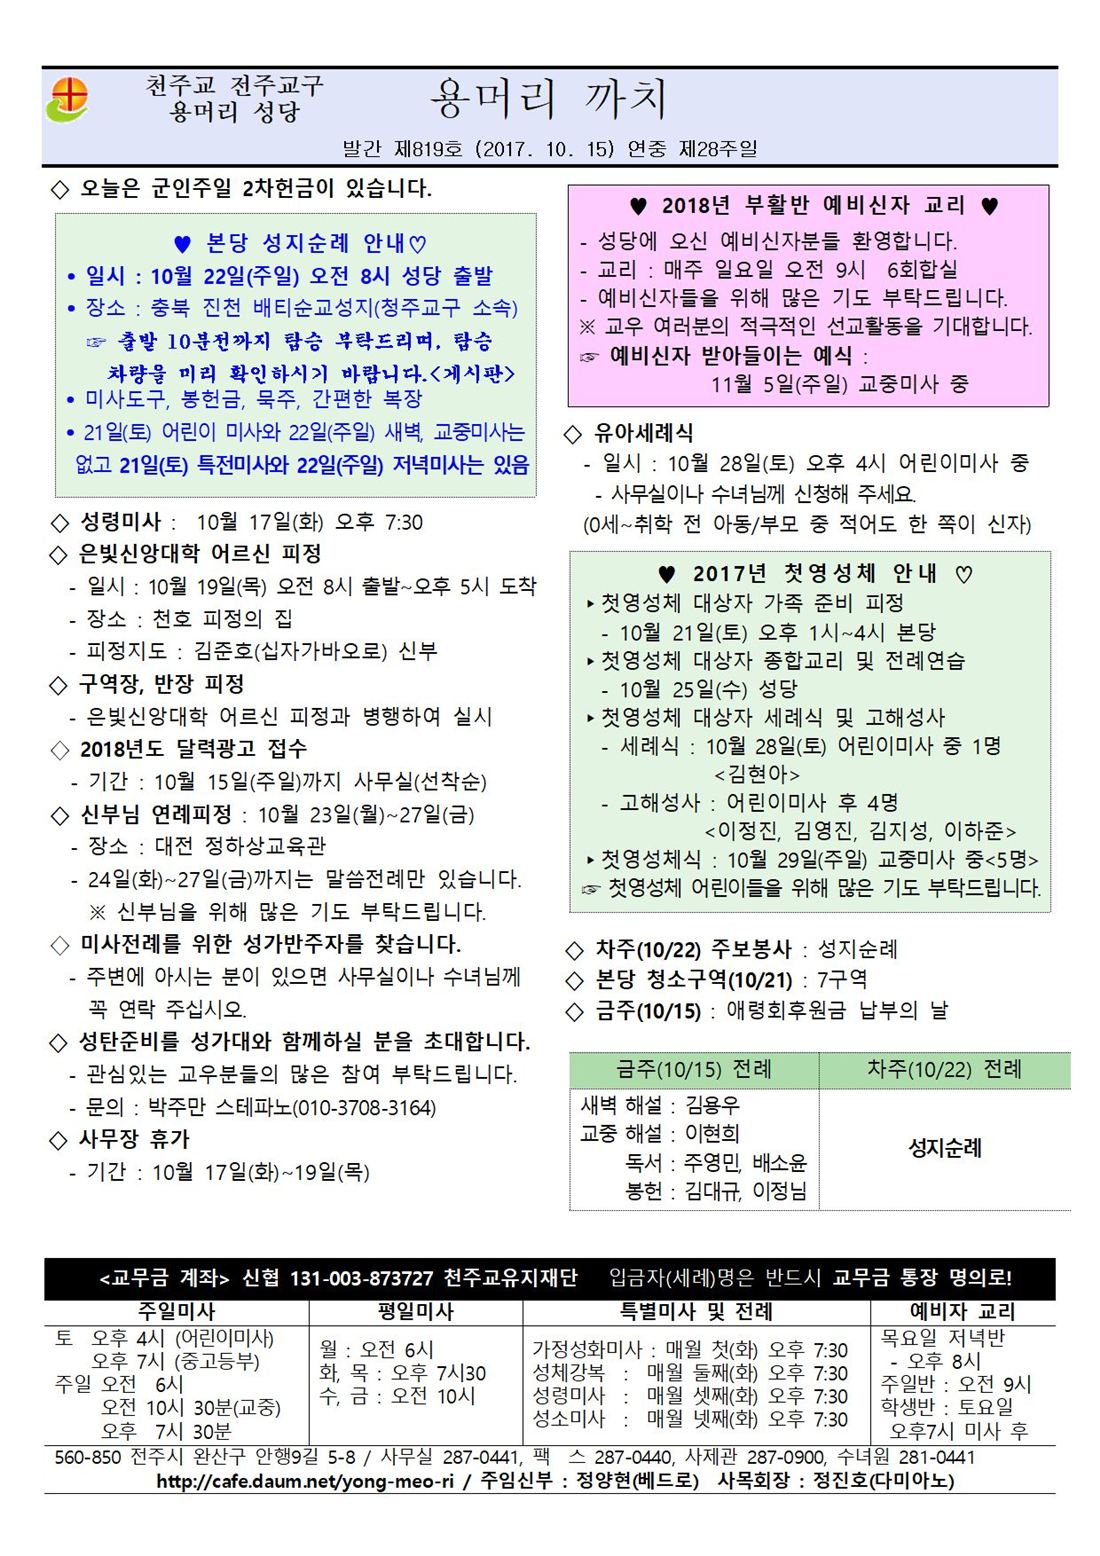 천주교 전주교구
용머리 성당
용머리 까치
발간 제819호 (2017. 10. 15) 연중 제28주일
◇ 오늘은 군인주일 2차헌금이 있습니다.
♥ 본당 성지순례 안내♡
• 일시 : 10월 22일(주일) 오전 8시 성당 출발
• 장소 : 충북 진천 배티순교성지(청주교구 소속)
☞ 출발 10분전까지 탑승 부탁드리며, 탑승
차량을 미리 확인하시기 바랍니다.<게시판>
• 미사도구, 봉헌금, 묵주, 간편한 복장
• 21일(토) 어린이 미사와 22일(주일) 새벽, 교중미사는
없고 21일(토) 특전미사와 22일(주일) 저녁미사는 있음
◇ 성령미사 : 10월 17일(화) 오후 7:30
◇ 은빛신앙대학 어르신 피정
- 일시 : 10월 19일(목) 오전 8시 출발~오후 5시 도착
- 장소 : 천호 피정의 집
- 피정지도 : 김준호(십자가바오로) 신부
◇ 구역장, 반장 피정
- 은빛신앙대학 어르신 피정과 병행하여 실시
◇ 2018년도 달력광고 접수
- 기간 : 10월 15일(주일)까지 사무실(선착순)
◇ 신부님 연례피정 : 10월 23일(월)~27일(금)
- 장소 : 대전 정하상교육관
- 24일(화)~27일(금)까지는 말씀전례만 있습니다.
※ 신부님을 위해 많은 기도 부탁드립니다.
◇ 미사전례를 위한 성가반주자를 찾습니다.
- 주변에 아시는 분이 있으면 사무실이나 수녀님께
꼭 연락 주십시오.
◇ 성탄준비를 성가대와 함께하실 분을 초대합니다.
- 관심있는 교우분들의 많은 참여 부탁드립니다.
- 문의 : 박주만 스테파노(010-3708-3164)
◇ 사무장 휴가
- 기간 : 10월 17일(화)~19일(목)
♥ 2018년 부활반 예비신자 교리 ♥
- 성당에 오신 예비신자분들 환영합니다.
- 교리 : 매주 일요일 오전 9시 6회합실
- 예비신자들을 위해 많은 기도 부탁드립니다.
※ 교우 여러분의 적극적인 선교활동을 기대합니다.
☞ 예비신자 받아들이는 예식 :
11월 5일(주일) 교중미사 중
◇ 유아세례식
- 일시 : 10월 28일(토) 오후 4시 어린이미사 중
- 사무실이나 수녀님께 신청해 주세요.
(0세~취학 전 아동/부모 중 적어도 한 쪽이 신자)
♥ 2017년 첫영성체 안내 ♡
▸첫영성체 대상자 가족 준비 피정
- 10월 21일(토) 오후 1시~4시 본당
▸첫영성체 대상자 종합교리 및 전례연습
- 10월 25일(수) 성당
▸첫영성체 대상자 세례식 및 고해성사
- 세례식 : 10월 28일(토) 어린이미사 중 1명
<김현아>
- 고해성사 : 어린이미사 후 4명
<이정진, 김영진, 김지성, 이하준>
▸첫영성체식 : 10월 29일(주일) 교중미사 중<5명>
☞ 첫영성체 어린이들을 위해 많은 기도 부탁드립니다.
◇ 차주(10/22) 주보봉사 : 성지순례
◇ 본당 청소구역(10/21) : 7구역
◇ 금주(10/15) : 애령회후원금 납부의 날
금주(10/15) 전례 차주(10/22) 전례
새벽 해설 : 김용우
교중 해설 : 이현희
독서 : 주영민, 배소윤
봉헌 : 김대규, 이정님
성지순례
<교무금 계좌> 신협 131-003-873727 천주교유지재단 입금자(세례)명은 반드시 교무금 통장 명의로!
주일미사 평일미사 특별미사 및 전례 예비자 교리
토 오후 4시 (어린이미사)
오후 7시 (중고등부)
주일 오전 6시
오전 10시 30분(교중)
오후 7시 30분
월 : 오전 6시
화, 목 : 오후 7시30
수, 금 : 오전 10시
가정성화미사 : 매월 첫(화) 오후 7:30
성체강복 : 매월 둘째(화) 오후 7:30
성령미사 : 매월 셋째(화) 오후 7:30
성소미사 : 매월 넷째(화) 오후 7:30
목요일 저녁반
- 오후 8시
주일반 : 오전 9시
학생반 : 토요일
오후7시 미사 후
560-850 전주시 완산구 안행9길 5-8 / 사무실 287-0441, 팩 스 287-0440, 사제관 287-0900, 수녀원 281-0441
http://cafe.daum.net/yong-meo-ri / 주임신부 : 정양현(베드로) 사목회장 : 정진호(다미아노)